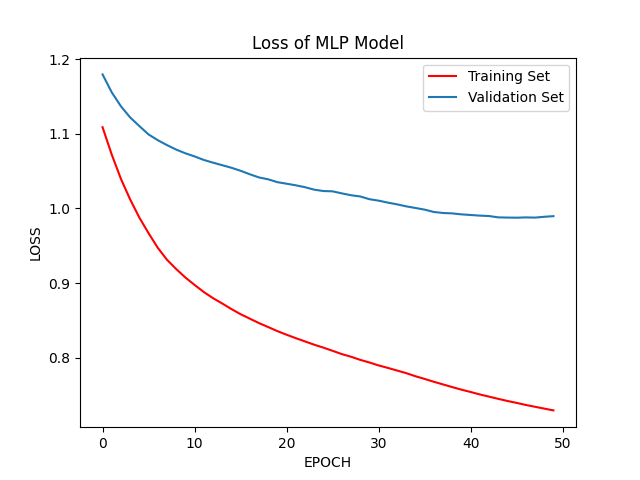 Loss of MLP Model
Training Set
Validation Set
1.2
1.1
1.0
0.9
0.8
LOSS
0 10 20 30 40 50
EPOCH